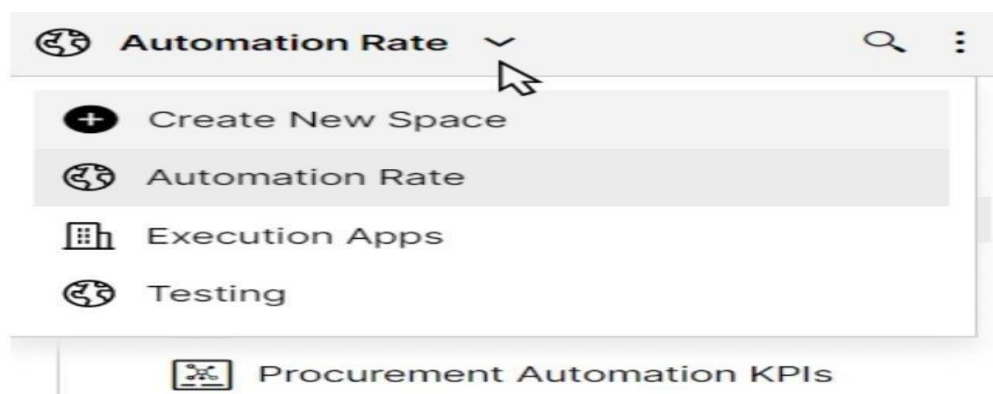 Automation Rate
Create New Space
Automation Rate
Execution Apps
Testing
Procurement Automation KPIs